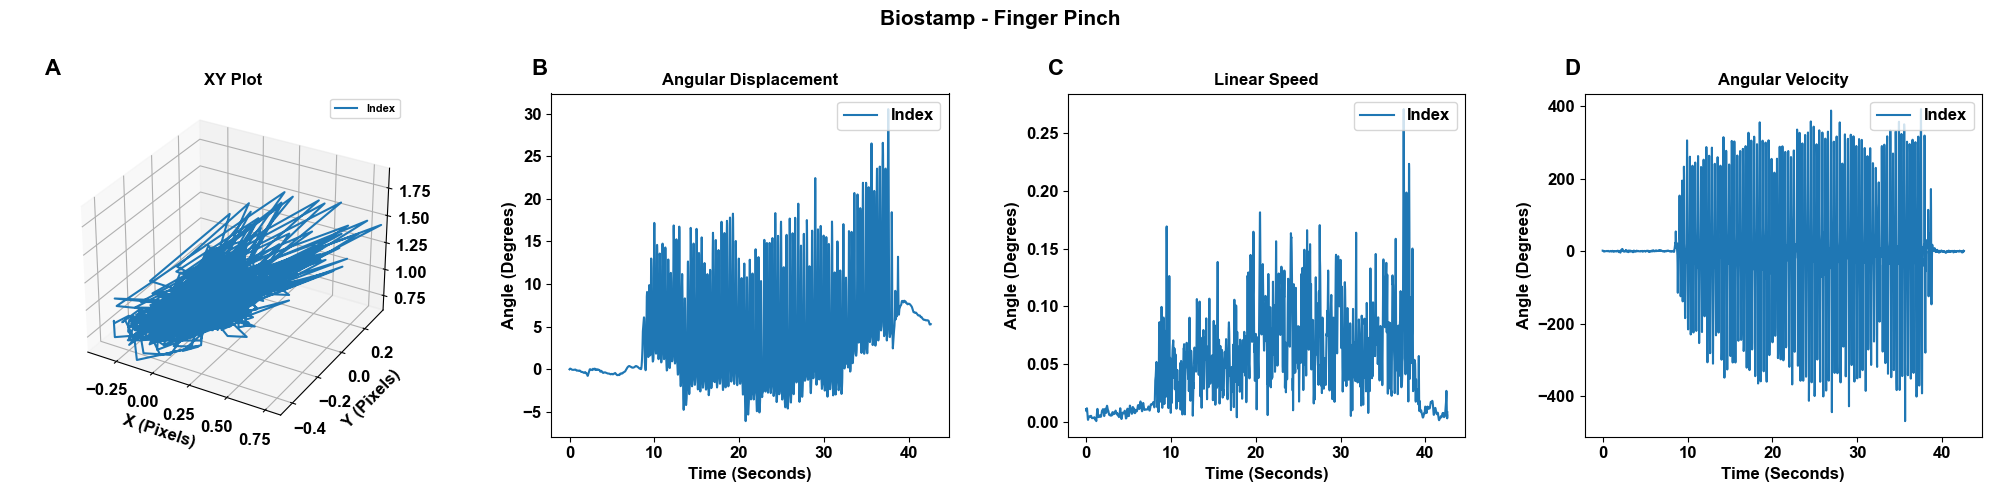 Biostamp - Finger Pinch
A
XY Plot
Index
1.75
1.50
1.25
1.00
0.75
−0.25
0.00
0.25
0.50
0.75
X (Pixels)
−0.4
−0.2
0.0
0.2
Y (Pixels)
B
Angular Displacement
Index
30
25
20
15
10
5
0
−5
Angle (Degrees)
0 10 20 30 40
Time (Seconds)
C
Linear Speed
Index
0.25
0.20
0.15
0.10
0.05
0.00
Angle (Degrees)
0 10 20 30 40
Time (Seconds)
D
Angular Velocity
Index
400
200
0
−200
−400
Angle (Degrees)
0 10 20 30 40
Time (Seconds)